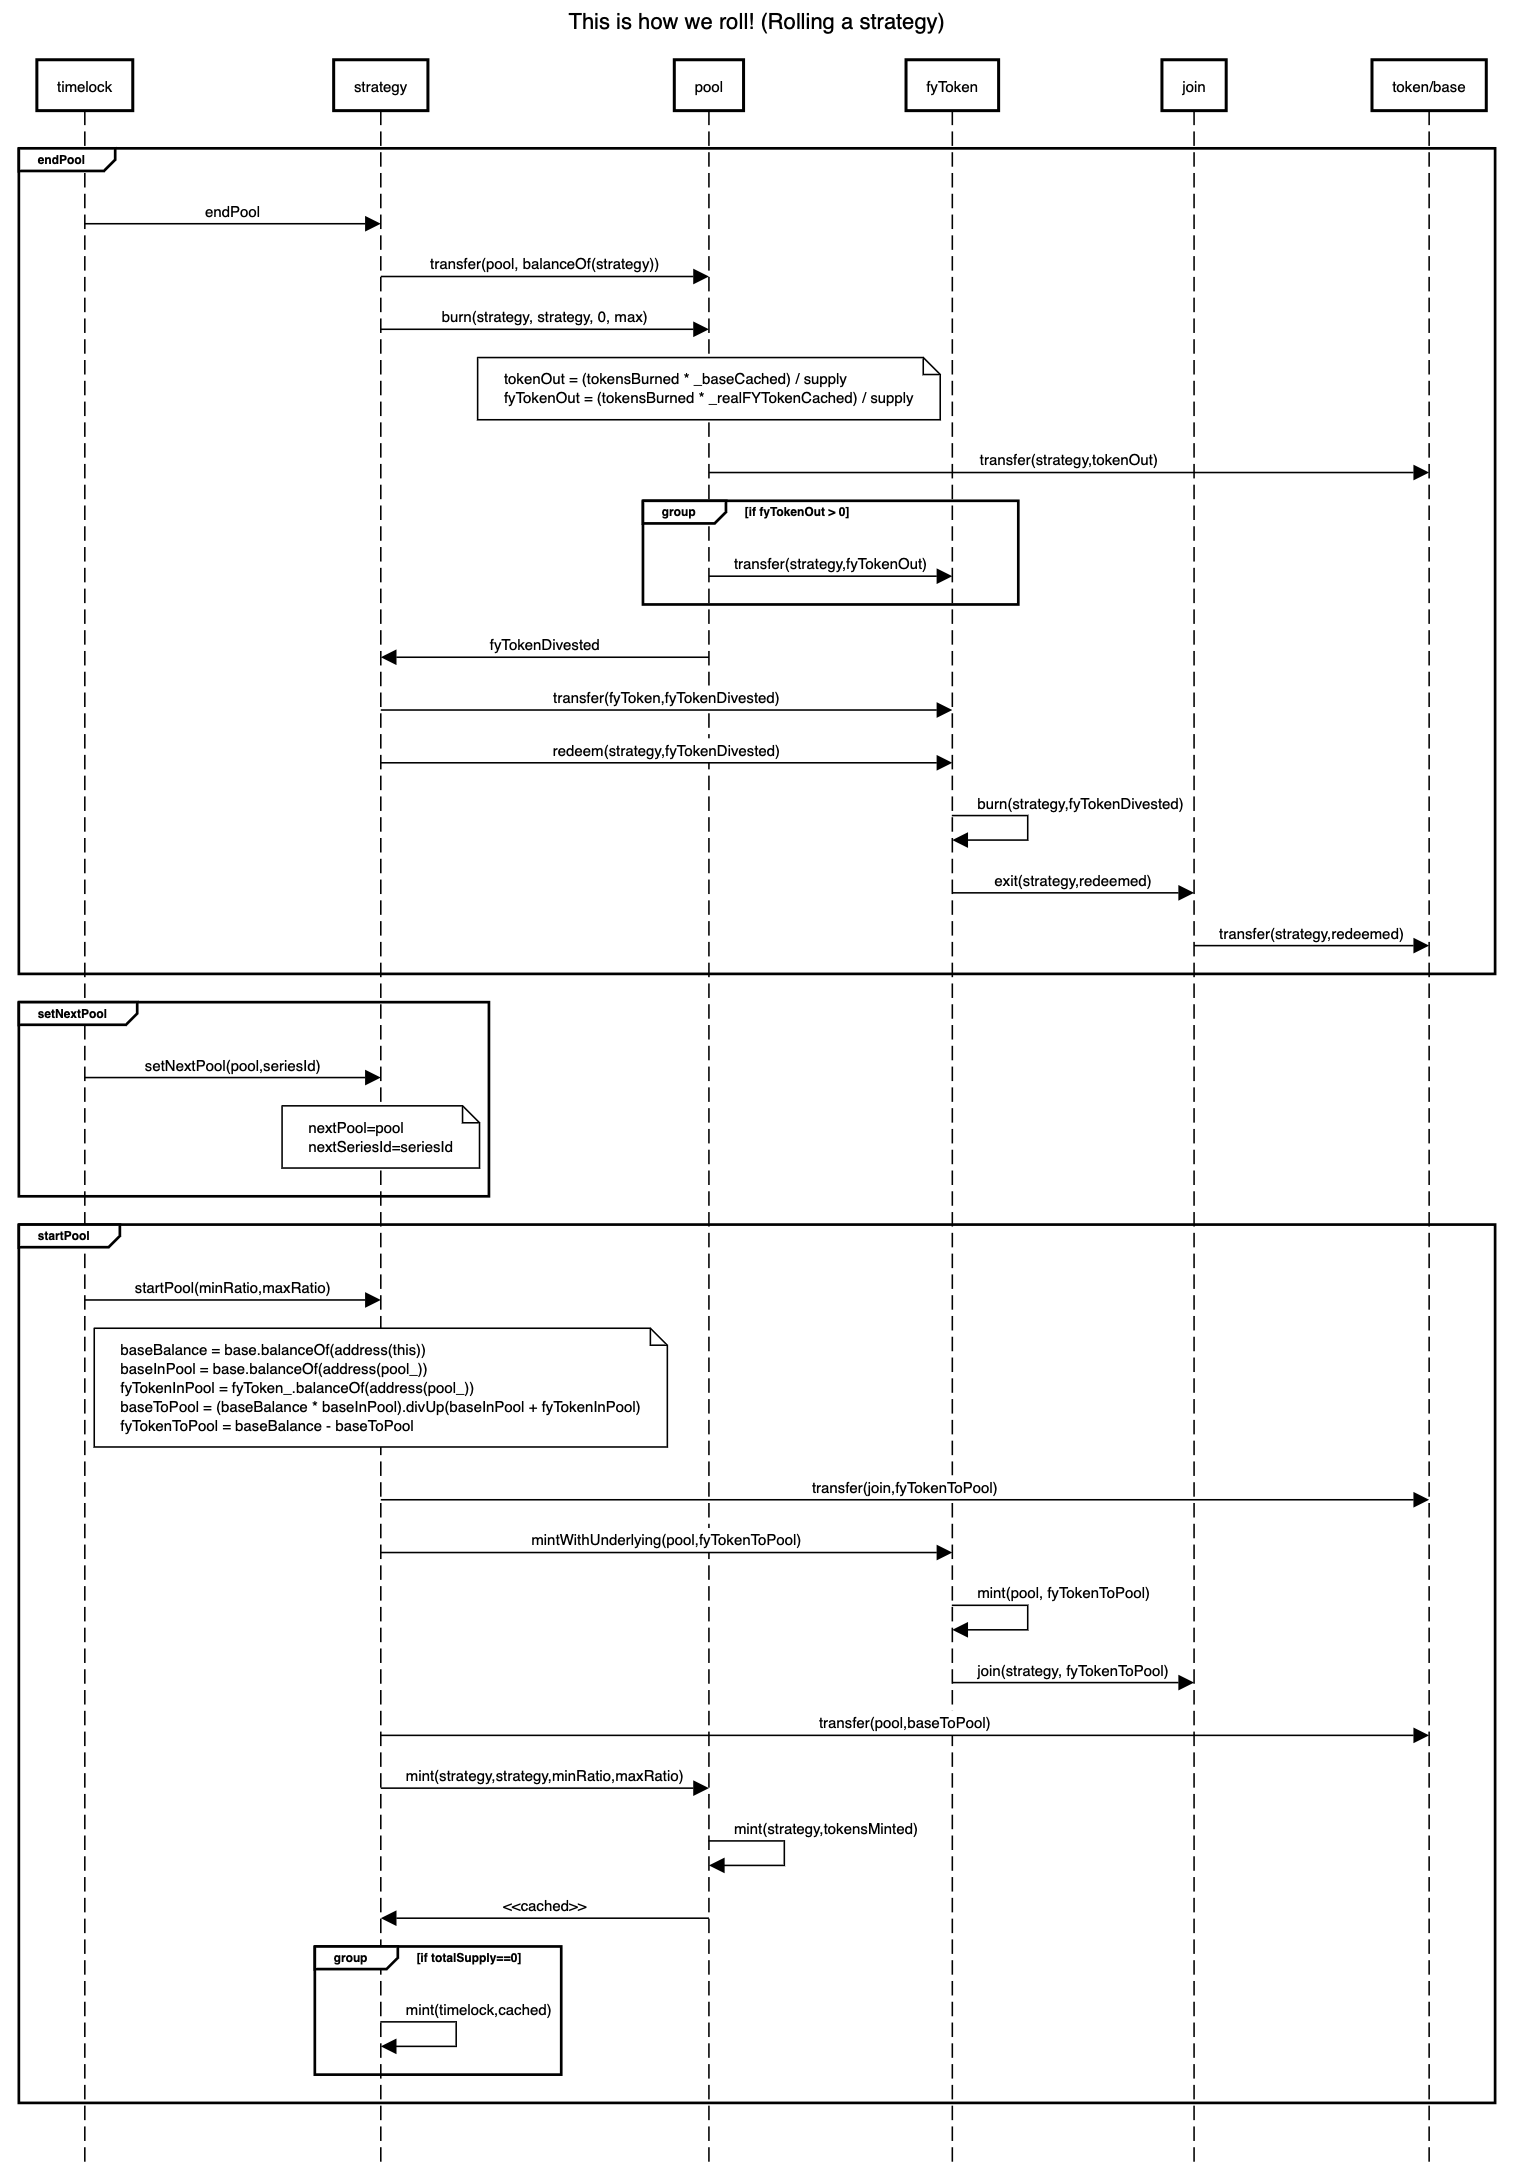 This is how we roll! (Rolling a strategy)
timelock
strategy
pool
fyToken
join
token/base
endPool
endPool
transfer(pool, balanceOf(strategy))
burn(strategy, strategy, 0, max)
tokenOut = (tokensBurned * _baseCached) / supply
fyTokenOut = (tokensBurned * _realFYTokenCached) / supply
transfer(strategy,tokenOut)
group [if fyTokenOut > 0]
transfer(strategy,fyTokenOut)
fyTokenDivested
transfer(fyToken,fyTokenDivested)
redeem(strategy,fyTokenDivested)
burn(strategy,fyTokenDivested)
exit(strategy,redeemed)
transfer(strategy,redeemed)
setNextPool
setNextPool(pool,seriesId)
nextPool=pool
nextSeriesId=seriesId
startPool
startPool(minRatio,maxRatio)
baseBalance = base.balanceOf(address(this))
baseInPool = base.balanceOf(address(pool_))
fyTokenInPool = fyToken_.balanceOf(address(pool_))
baseToPool = (baseBalance * baseInPool).divUp(baseInPool + fyTokenInPool)
fyTokenToPool = baseBalance - baseToPool
transfer(join,fyTokenToPool)
mintWithUnderlying(pool,fyTokenToPool)
mint(pool, fyTokenToPool)
join(strategy, fyTokenToPool)
transfer(pool,baseToPool)
mint(strategy,strategy,minRatio,maxRatio)
mint(strategy,tokensMinted)
<<cached>>
group [if totalSupply==0]
mint(timelock,cached)